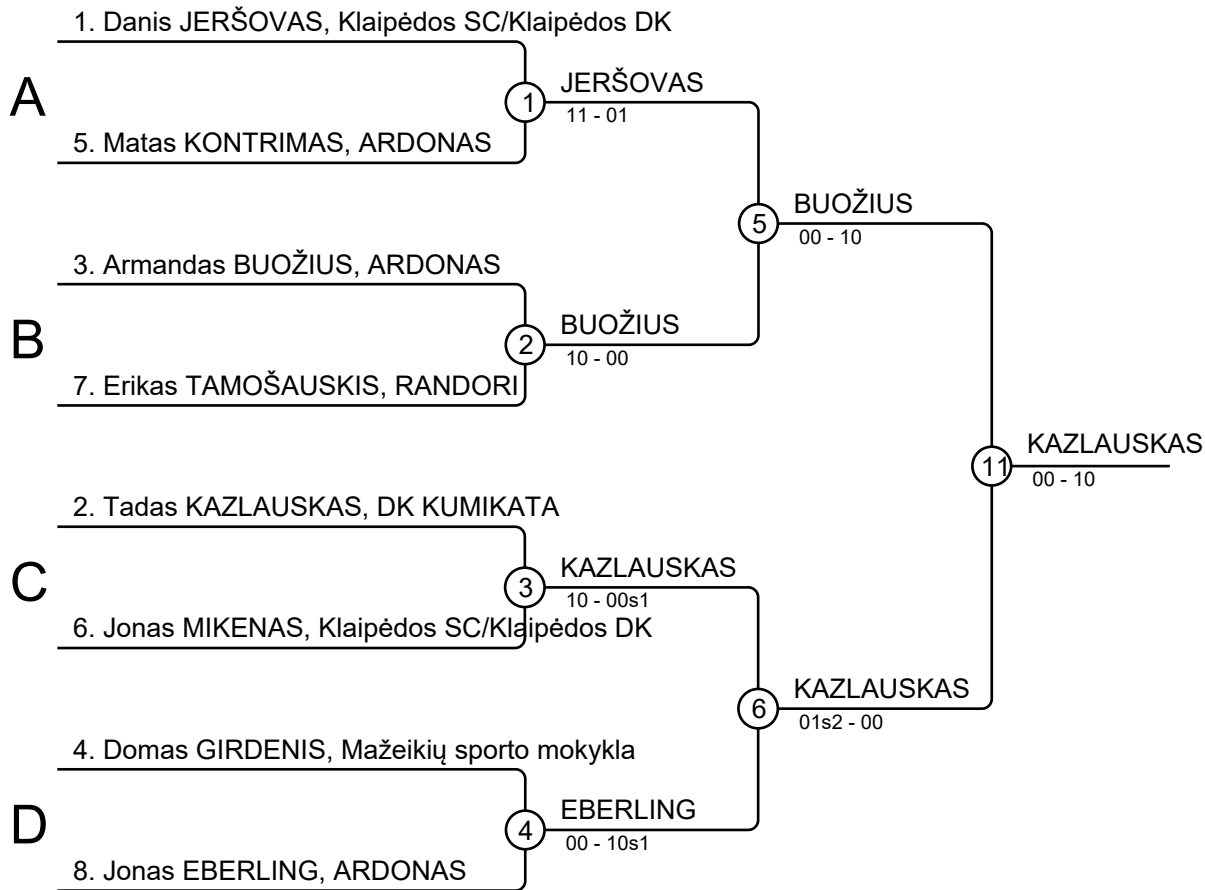 1. Danis JERŠOVAS, Klaipėdos SC/Klaipėdos DK
A
1
JERŠOVAS
11 - 01
5. Matas KONTRIMAS, ARDONAS
5
BUOŽIUS
00 - 10
3. Armandas BUOŽIUS, ARDONAS
B
2
BUOŽIUS
10 - 00
7. Erikas TAMOŠAUSKIS, RANDORI
11
KAZLAUSKAS
00 - 10
2. Tadas KAZLAUSKAS, DK KUMIKATA
C
3
KAZLAUSKAS
10 - 00s1
6. Jonas MIKENAS, Klaipėdos SC/Klaipėdos DK
6
KAZLAUSKAS
01s2 - 00
4. Domas GIRDENIS, Mažeikių sporto mokykla
D
4
EBERLING
00 - 10s1
8. Jonas EBERLING, ARDONAS